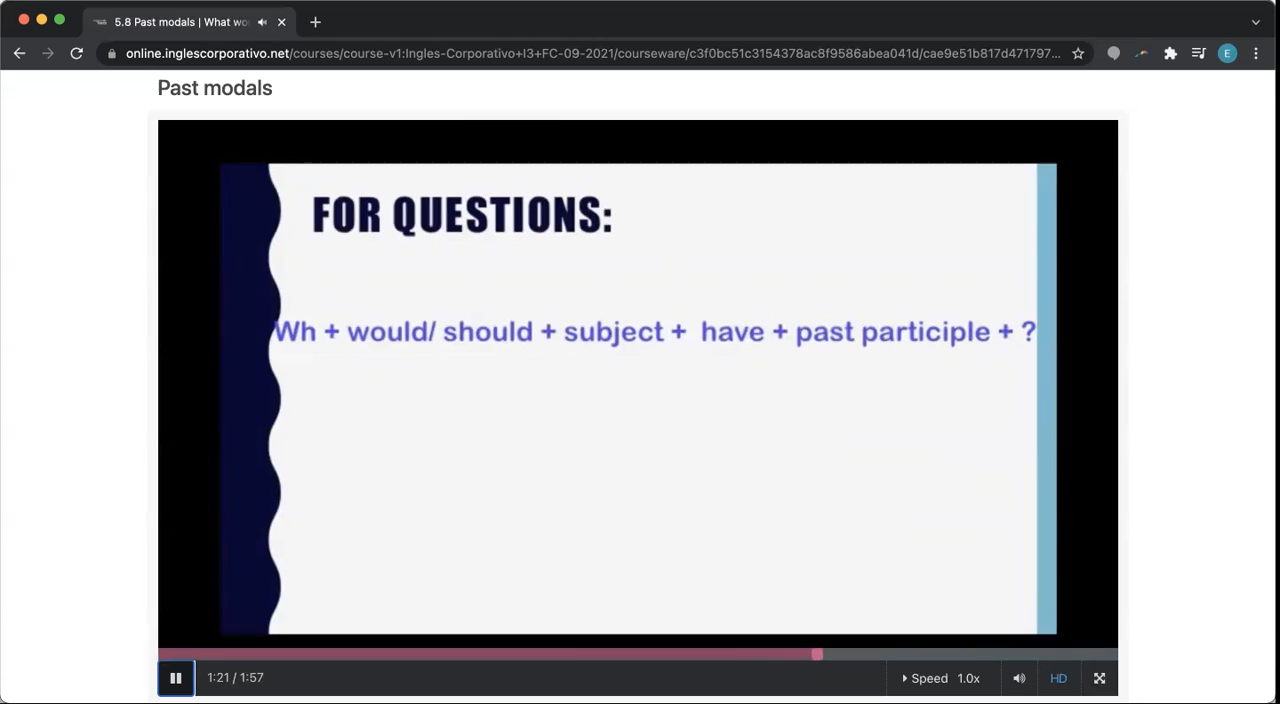 5.8 Past modals | What wo
online.inglescorporativo.net/courses/course-v1:Ingles-Corporativo+I3+FC-09-2021/courseware/c3f0bc51c3154378ac8f9586abea041d/cae9e51b817d471797...
E
Past modals
FOR QUESTIONS:
Wh + would/ should + subject + have + past participle + ?
1:21 / 1:57
Speed 1.0x
HD